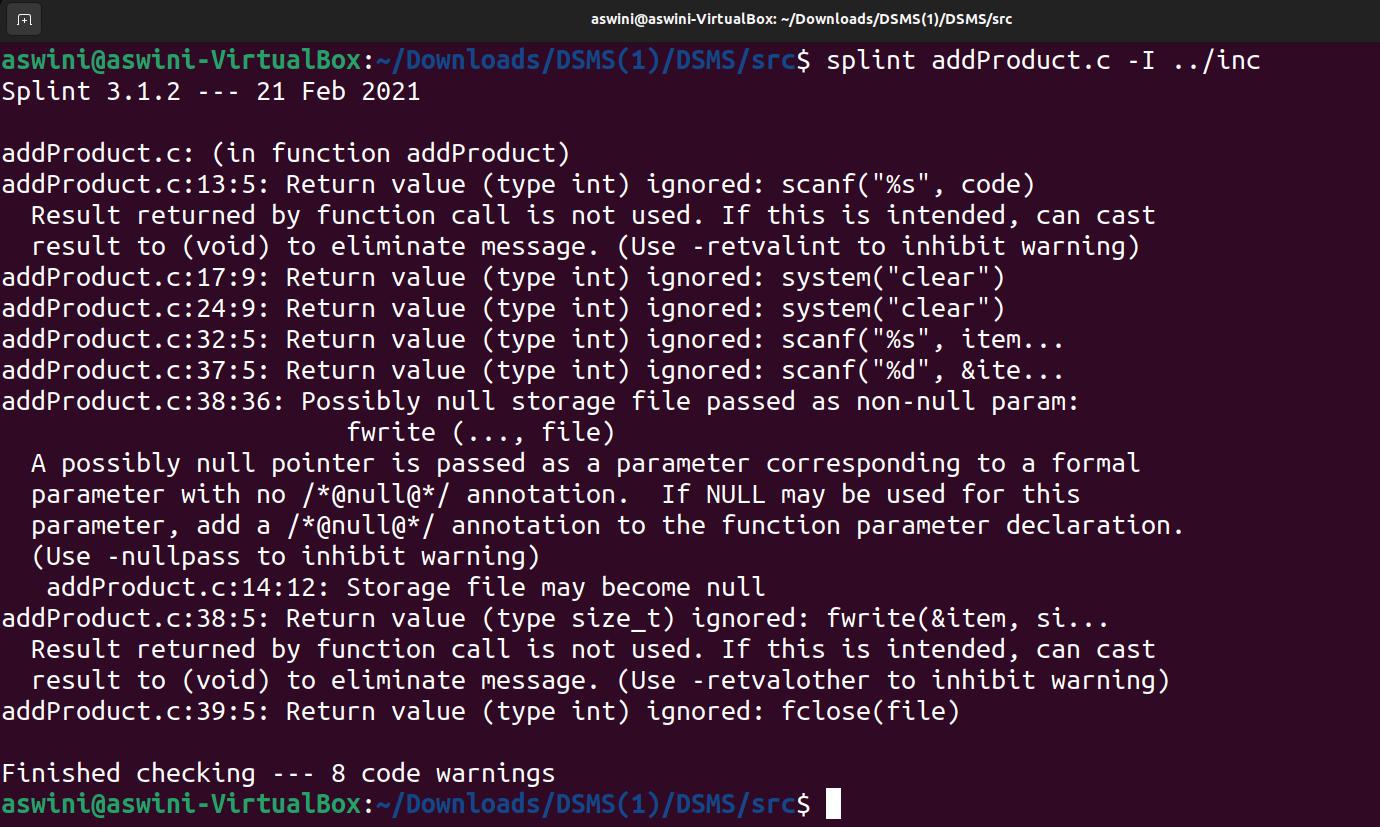 aswini@aswini-VirtualBox: ~/Downloads/DSMS(1)/DSMS/src
aswini@aswini-VirtualBox:~/Downloads/DSMS(1)/DSMS/src$ splint addProduct.c -I ../inc
Splint 3.1.2 --- 21 Feb 2021
addProduct.c: (in function addProduct)
addProduct.c:13:5: Return value (type int) ignored: scanf("%s", code)
  Result returned by function call is not used. If this is intended, can cast
  result to (void) to eliminate message. (Use -retvalint to inhibit warning)
addProduct.c:17:9: Return value (type int) ignored: system("clear")
addProduct.c:24:9: Return value (type int) ignored: system("clear")
addProduct.c:32:5: Return value (type int) ignored: scanf("%s", item...
addProduct.c:37:5: Return value (type int) ignored: scanf("%d", &ite...
addProduct.c:38:36: Possibly null storage file passed as non-null param:
                       fwrite (..., file)
  A possibly null pointer is passed as a parameter corresponding to a formal
  parameter with no /*@null@*/ annotation.  If NULL may be used for this
  parameter, add a /*@null@*/ annotation to the function parameter declaration.
  (Use -nullpass to inhibit warning)
   addProduct.c:14:12: Storage file may become null
addProduct.c:38:5: Return value (type size_t) ignored: fwrite(&item, si...
  Result returned by function call is not used. If this is intended, can cast
  result to (void) to eliminate message. (Use -retvalother to inhibit warning)
addProduct.c:39:5: Return value (type int) ignored: fclose(file)
Finished checking --- 8 code warnings
aswini@aswini-VirtualBox:~/Downloads/DSMS(1)/DSMS/src$